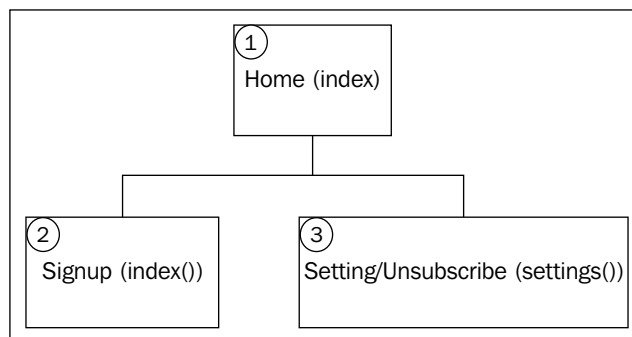 1
Home (index)
2
Signup (index())
3
Setting/Unsubscribe (settings())